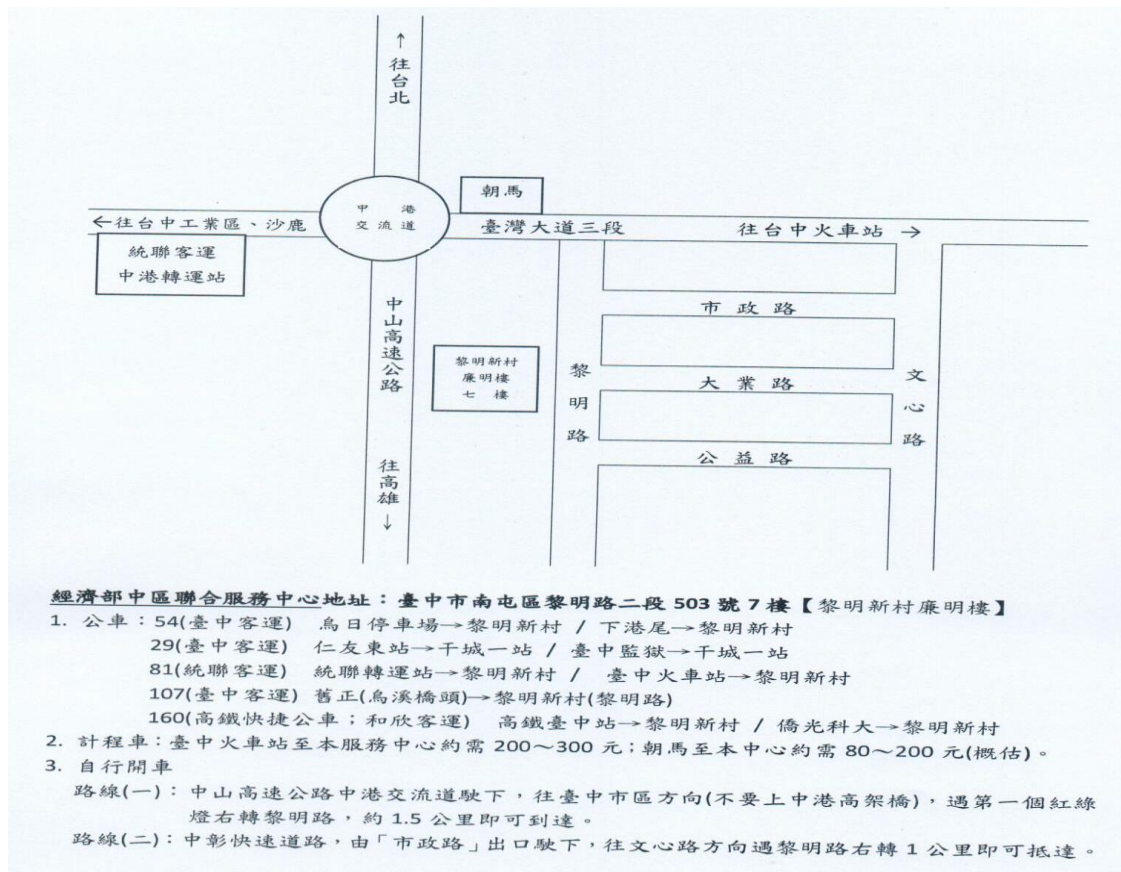 ↑
往
台
北
朝馬
中 港
交流道
←往台中工業區、沙鹿
臺灣大道三段
往台中火車站 →
統聯客運
中港轉運站
市政路
中山高速公路
黎明新村
廉明樓
七 樓
黎明路
大業路
文心路
公益路
往高雄
↓
經濟部中區聯合服務中心地址:臺中市南屯區黎明路二段 503 號 7 樓【黎明新村廉明樓】
1. 公車:54(臺中客運) 烏日停車場→黎明新村 / 下港尾→黎明新村
29(臺中客運) 仁友東站→干城一站 / 臺中監獄→干城一站
81(統聯客運) 統聯轉運站→黎明新村 / 臺中火車站→黎明新村
107(臺中客運) 舊正(烏溪橋頭)→黎明新村(黎明路)
160(高鐵快捷公車;和欣客運) 高鐵臺中站→黎明新村 / 僑光科大→黎明新村
2. 計程車:臺中火車站至本服務中心約需 200~300 元;朝馬至本中心約需 80~200 元(概估)。
3. 自行開車
路線(一):中山高速公路中港交流道駛下,往臺中市區方向(不要上中港高架橋),遇第一個紅綠
燈右轉黎明路,約 1.5 公里即可到達。
路線(二):中彰快速道路,由「市政路」出口駛下,往文心路方向遇黎明路右轉 1 公里即可抵達。